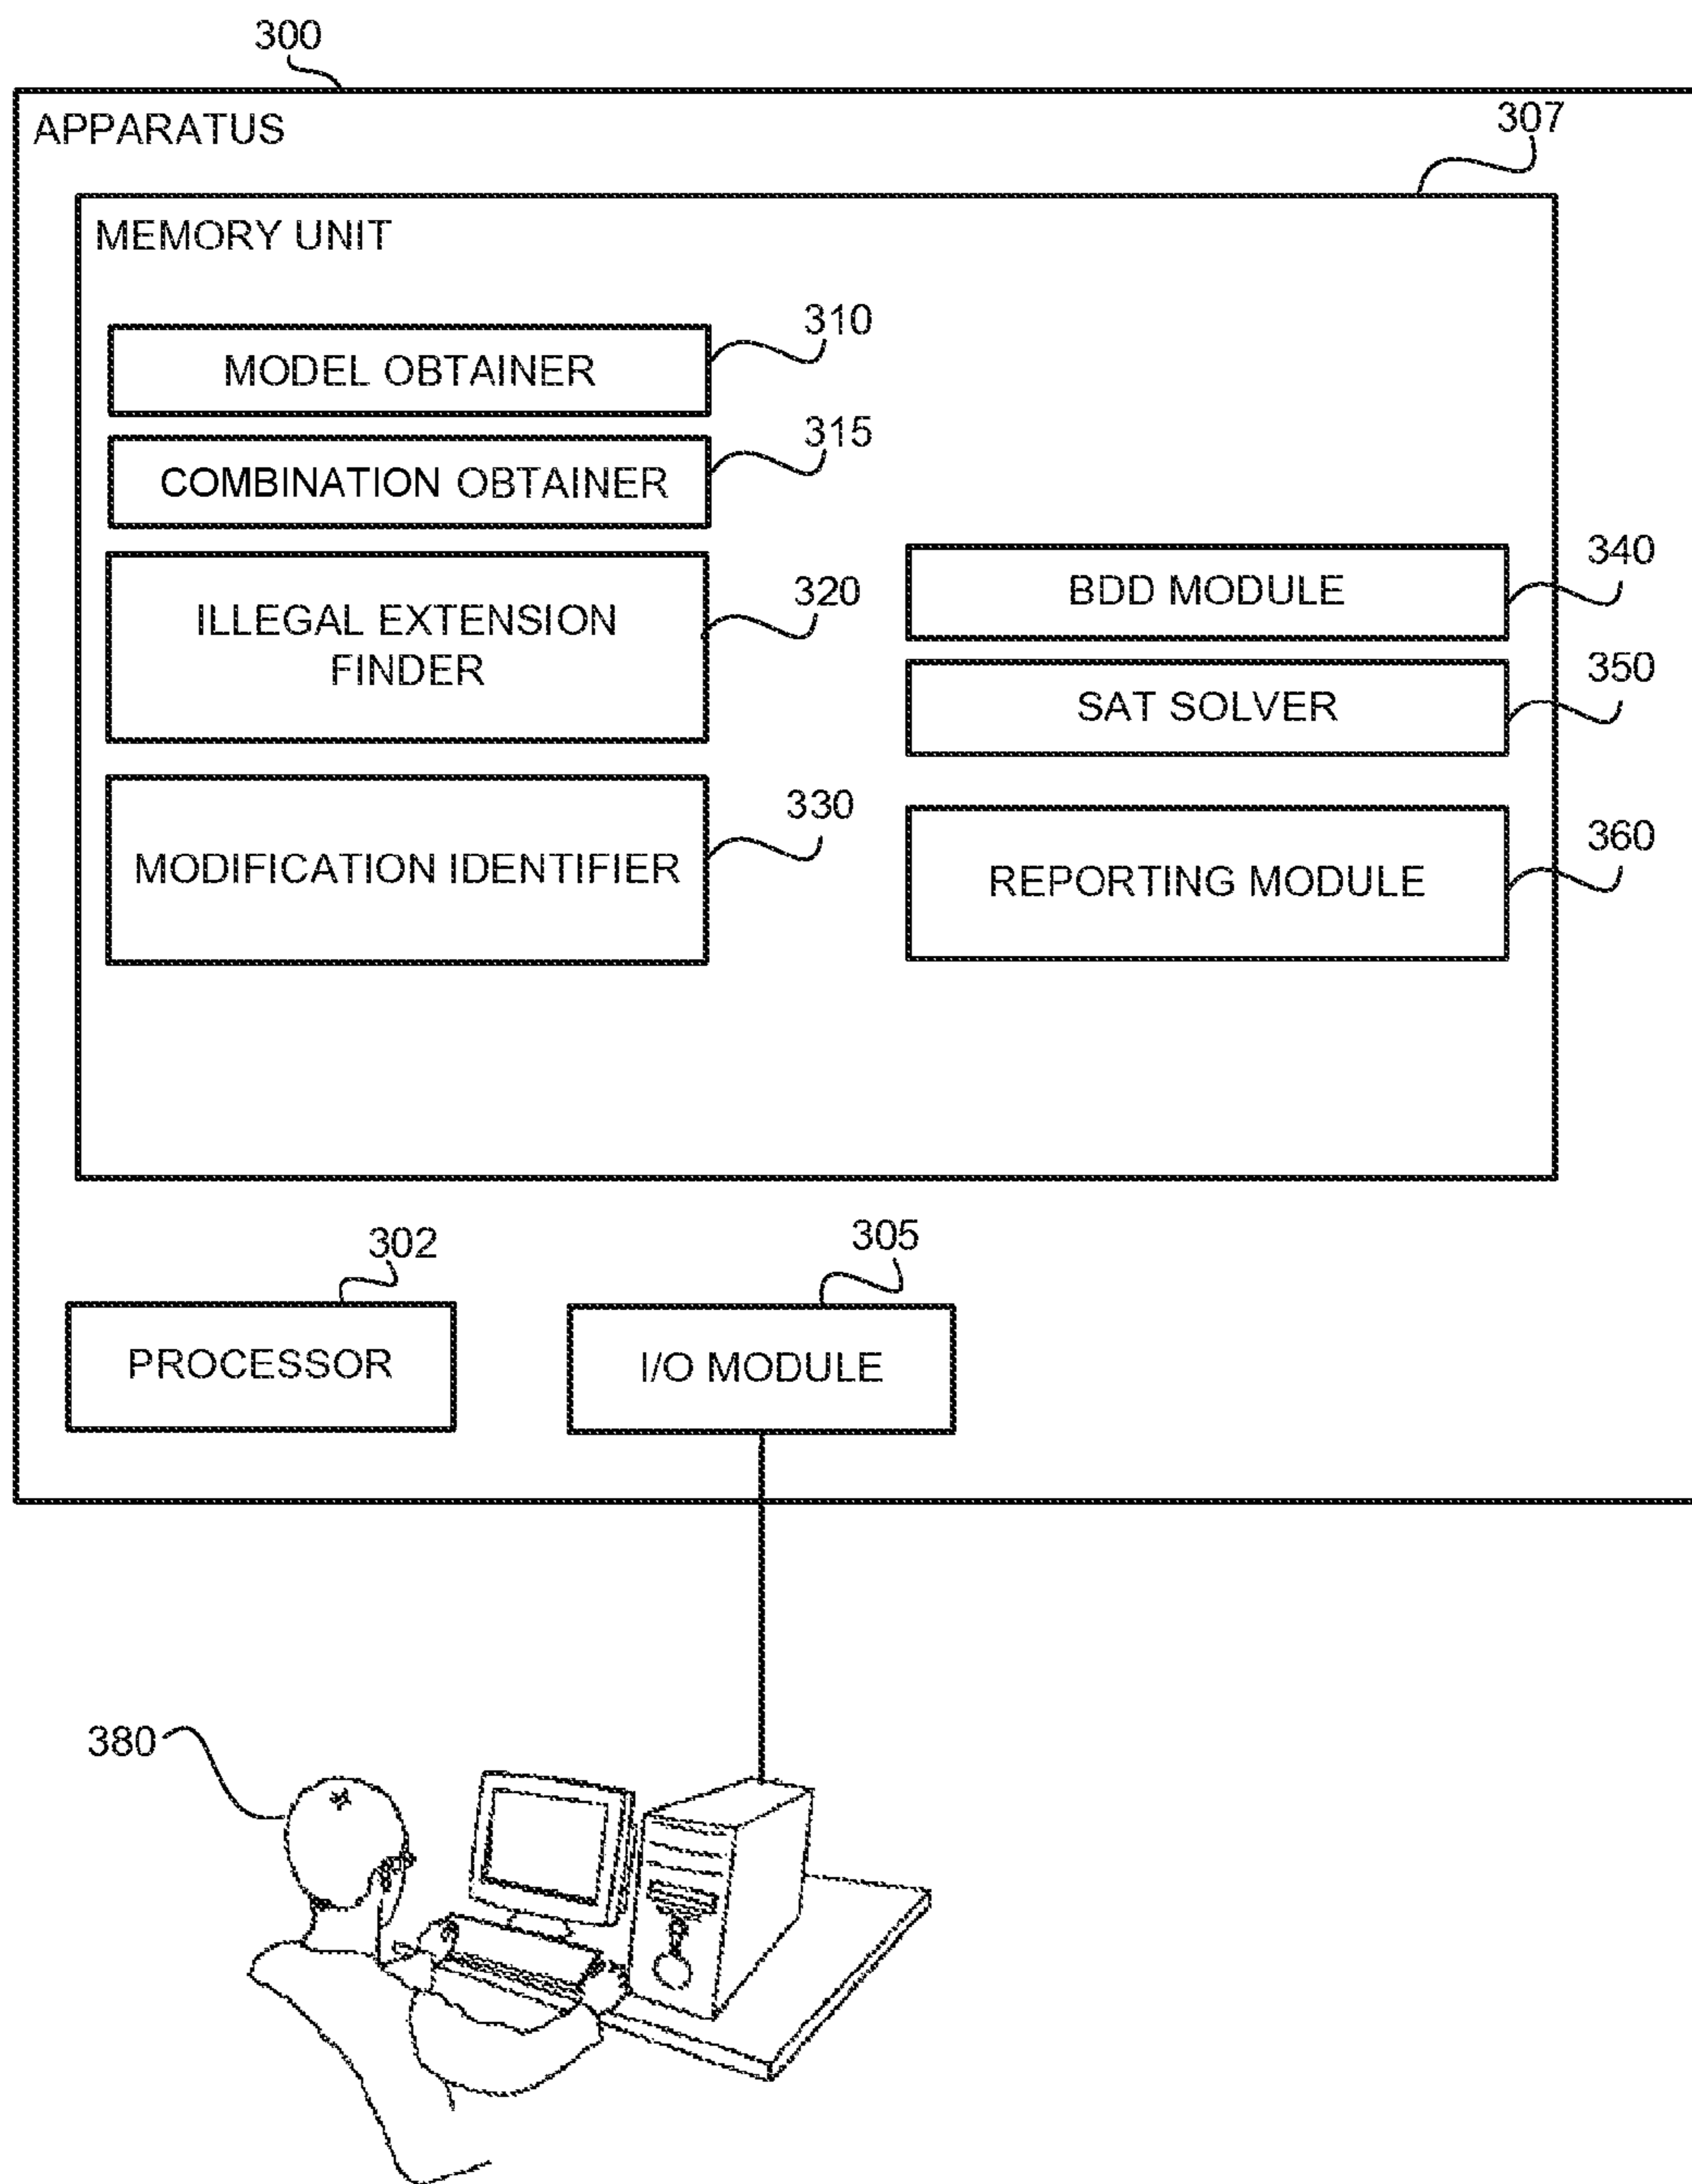 300
APPARATUS
307
MEMORY UNIT
310
MODEL OBTAINER
315
COMBINATION OBTAINER
320
ILLEGAL EXTENSION
FINDER
340
BDD MODULE
350
SAT SOLVER
330
MODIFICATION IDENTIFIER
360
REPORTING MODULE
302
PROCESSOR
305
I/O MODULE
380